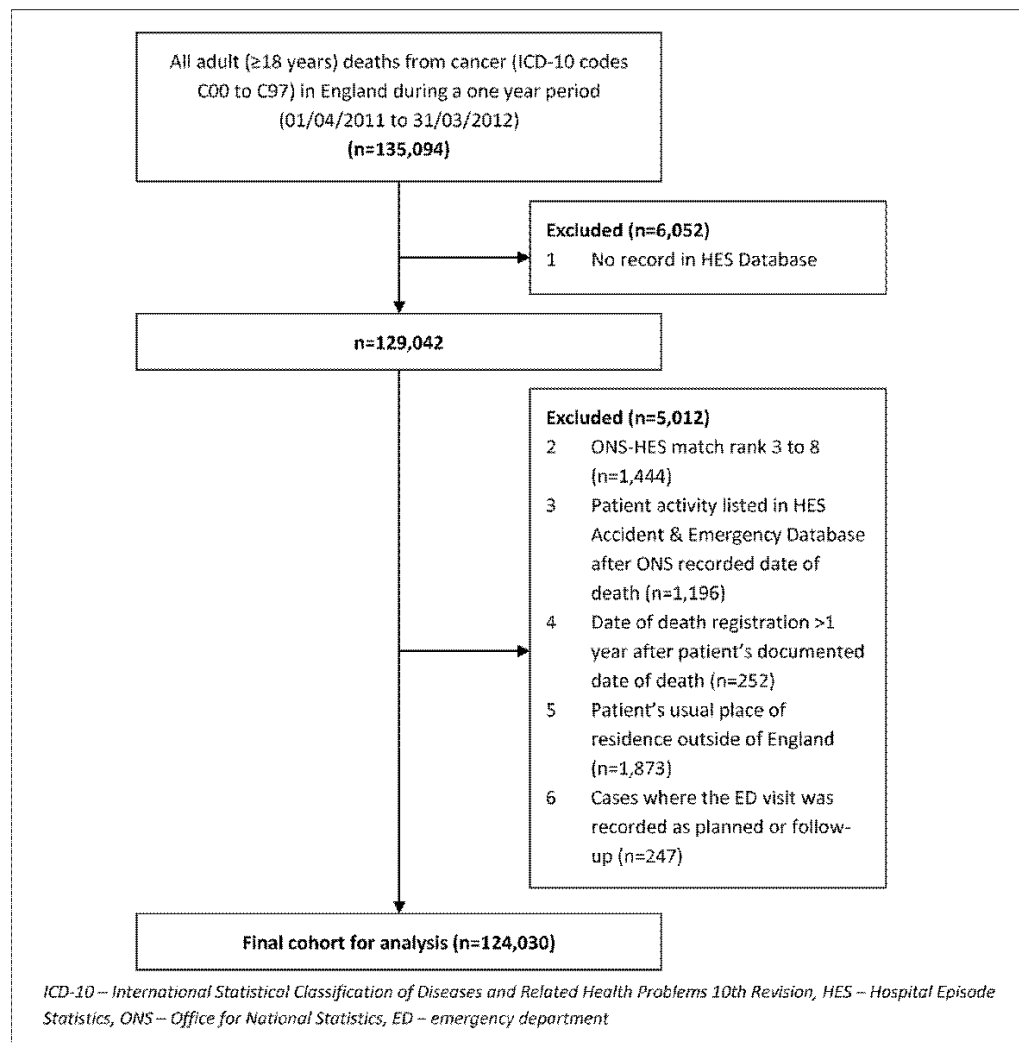 All adult (≥18 years) deaths from cancer (ICD-10 codes
C00 to C97) in England during a one year period
(01/04/2011 to 31/03/2012)
(n=135,094)
Excluded (n=6,052)
1 No record in HES Database
n=129,042
Excluded (n=5,012)
2 ONS-HES match rank 3 to 8
(n=1,444)
3 Patient activity listed in HES
Accident & Emergency Database
after ONS recorded date of
death (n=1,196)
4 Date of death registration >1
year after patient's documented
date of death (n=252)
5 Patient's usual place of
residence outside of England
(n=1,873)
6 Cases where the ED visit was
recorded as planned or follow-
up (n=247)
Final cohort for analysis (n=124,030)
ICD-10 – International Statistical Classification of Diseases and Related Health Problems 10th Revision, HES – Hospital Episode
Statistics, ONS – Office for National Statistics, ED – emergency department